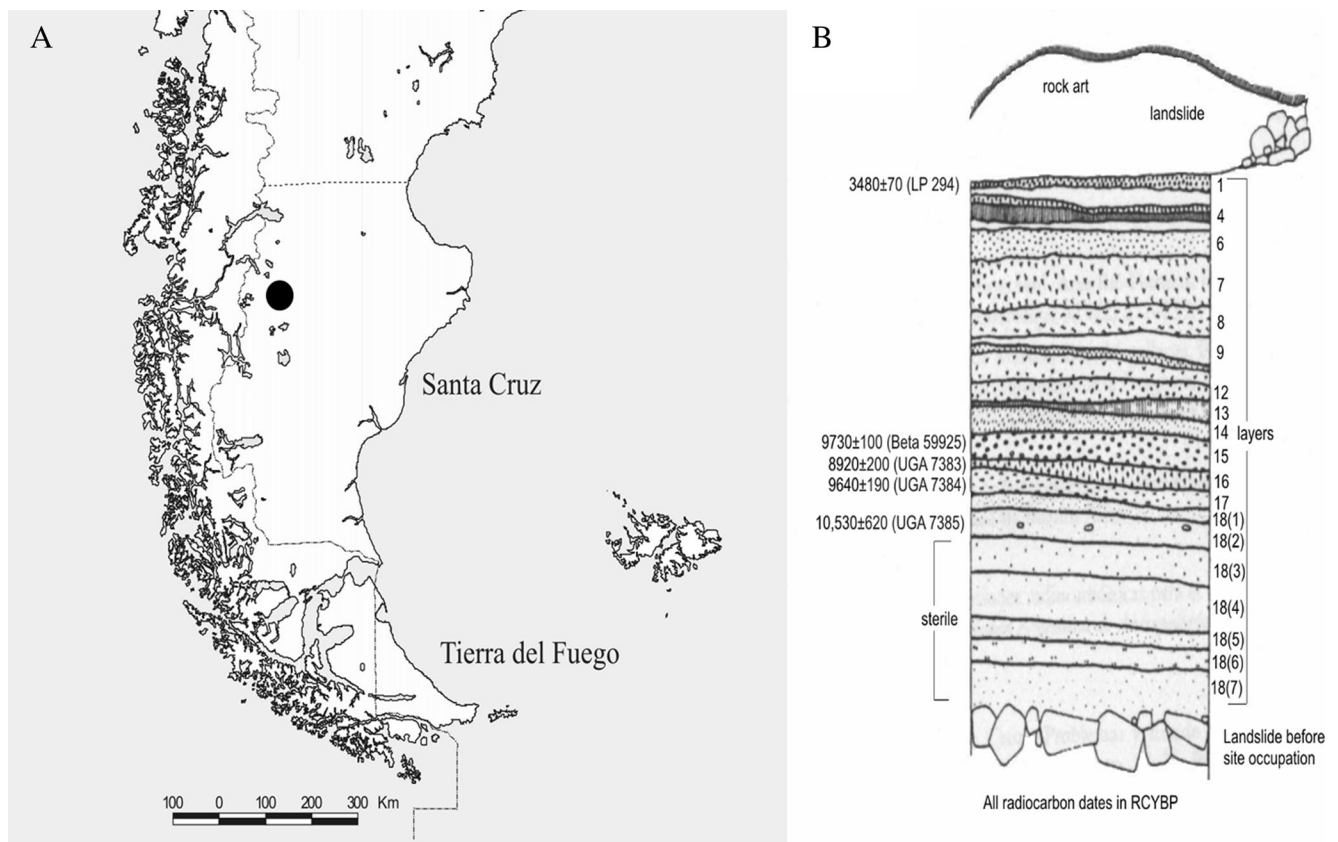 A
Santa Cruz
Tierra del Fuego
100 0 100 200 300 Km
B
rock art
landslide
3480±70 (LP 294)
1
4
6
7
8
9
12
13
14
9730±100 (Beta 59925)
15
8920±200 (UGA 7383)
16
9640±190 (UGA 7384)
17
18(1)
10,530±620 (UGA 7385)
18(2)
18(3)
18(4)
18(5)
18(6)
18(7)
layers
sterile
Landslide before
site occupation
All radiocarbon dates in RCYBP